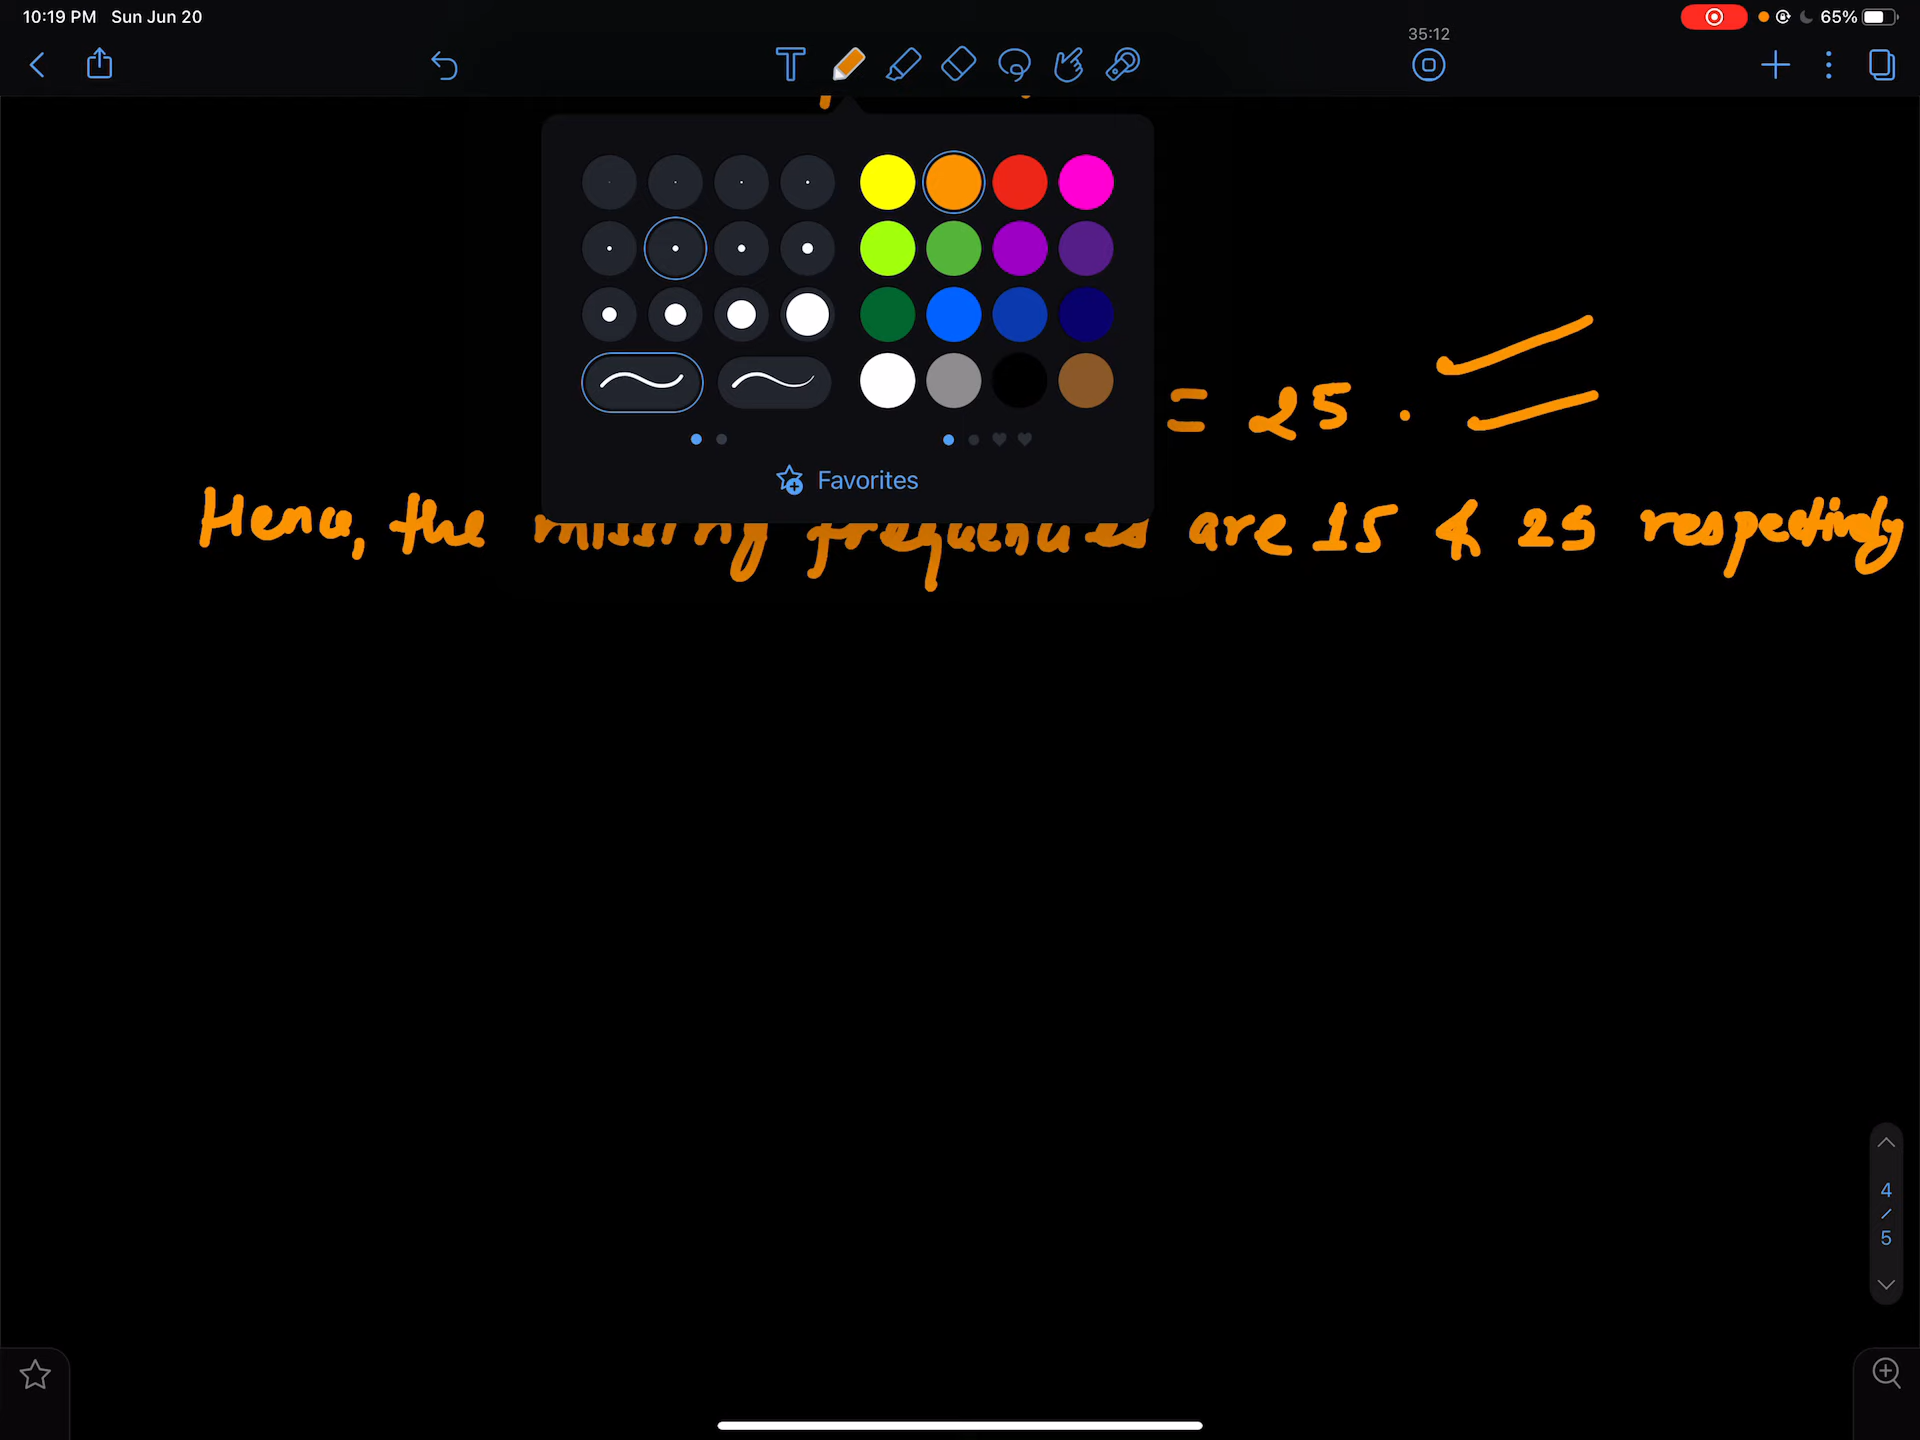 10:19 PM Sun Jun 20 65%
35:12
= 25 .
Favorites
Hence, the missing frequencies are 15 & 25 respectively
4
/
5